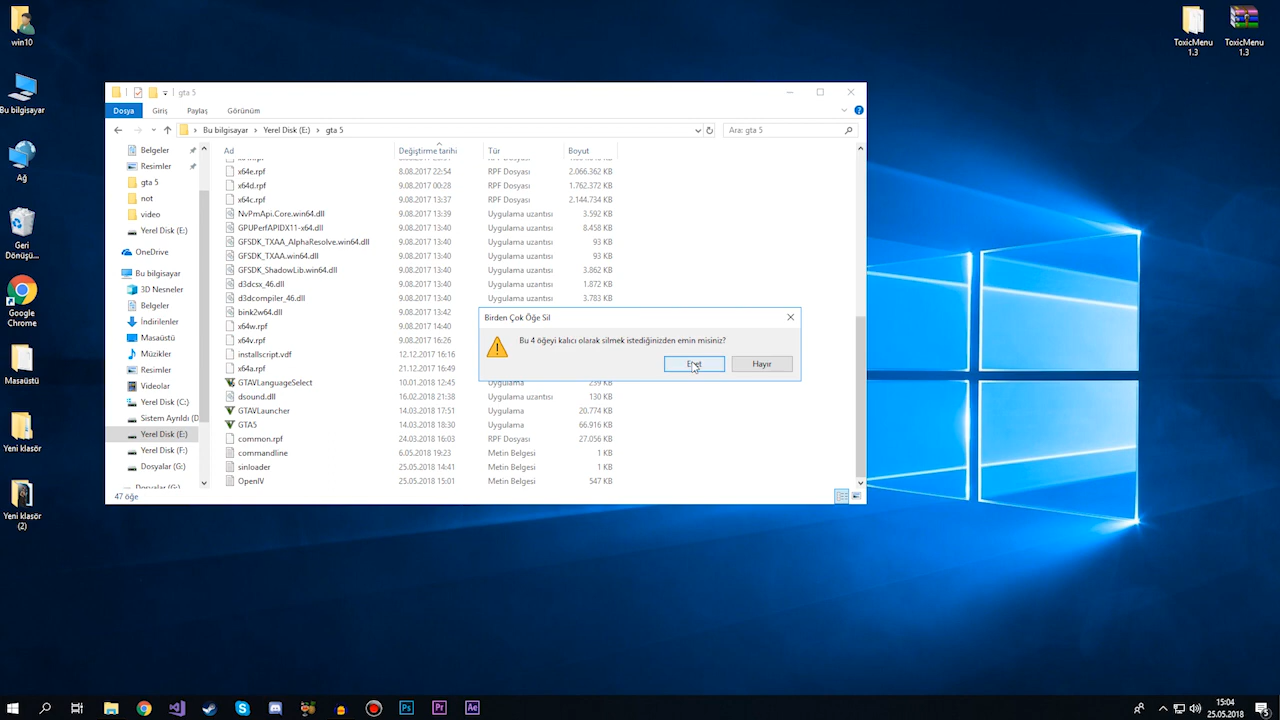 win10
Bu bilgisayar
Ağ
Geri
Dönüşü...
Google
Chrome
Masaüstü
Yeni klasör
Yeni klasör
(2)
ToxicMenu
1.3
ToxicMenu
1.3
gta 5
Dosya
Giriş
Paylaş
Görünüm
Bu bilgisayar > Yerel Disk (E:) > gta 5
Ara: gta 5
Belgeler
Resimler
gta 5
not
video
Yerel Disk (E:)
OneDrive
Bu bilgisayar
3D Nesneler
Belgeler
İndirilenler
Masaüstü
Müzikler
Resimler
Videolar
Yerel Disk (C:)
Sistem Ayrıldı (D
Yerel Disk (E:)
Yerel Disk (F:)
Dosyalar (G:)
Dosyalar (G:)
Ad Değiştirme tarihi Tür Boyut
x64e.rpf 8.08.2017 22:54 RPF Dosyası 2.066.362 KB
x64d.rpf 9.08.2017 00:28 RPF Dosyası 1.762.372 KB
x64c.rpf 9.08.2017 13:37 RPF Dosyası 2.144.734 KB
NvPmApi.Core.win64.dll 9.08.2017 13:39 Uygulama uzantısı 3.592 KB
GPUPerfAPIDX11-x64.dll 9.08.2017 13:40 Uygulama uzantısı 8.458 KB
GFSDK_TXAA_AlphaResolve.win64.dll 9.08.2017 13:40 Uygulama uzantısı 93 KB
GFSDK_TXAA.win64.dll 9.08.2017 13:40 Uygulama uzantısı 93 KB
GFSDK_ShadowLib.win64.dll 9.08.2017 13:40 Uygulama uzantısı 3.862 KB
d3dcsx_46.dll 9.08.2017 13:40 Uygulama uzantısı 1.872 KB
d3dcompiler_46.dll 9.08.2017 13:40 Uygulama uzantısı 3.783 KB
bink2w64.dll 9.08.2017 13:42
x64w.rpf 9.08.2017 14:40
x64v.rpf 9.08.2017 16:26
installscript.vdf 12.12.2017 16:16
x64a.rpf 21.12.2017 16:49
GTAVLanguageSelect 10.01.2018 12:45 Uygulama 239 KB
dsound.dll 16.02.2018 21:38 Uygulama uzantısı 130 KB
GTAVLauncher 14.03.2018 17:51 Uygulama 20.774 KB
GTA5 14.03.2018 18:30 Uygulama 66.916 KB
common.rpf 24.03.2018 16:03 RPF Dosyası 27.056 KB
commandline 6.05.2018 19:23 Metin Belgesi 1 KB
sinloader 25.05.2018 14:41 Metin Belgesi 1 KB
OpenIV 25.05.2018 15:01 Metin Belgesi 547 KB
47 öğe
Birden Çok Öğe Sil
Bu 4 öğeyi kalıcı olarak silmek istediğinizden emin misiniz?
Evet
Hayır
Ps
Pr
Ae
15:04
25.05.2018
5